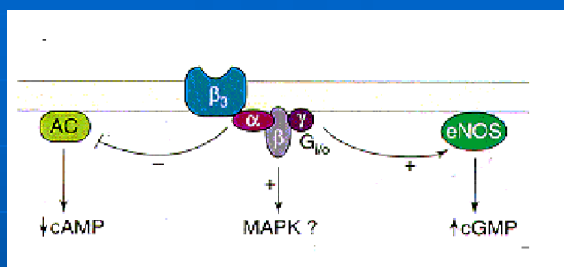 β3
AC
α
γ
eNOS
β
Gi/o
–
+
+
↓cAMP
MAPK ?
↑cGMP